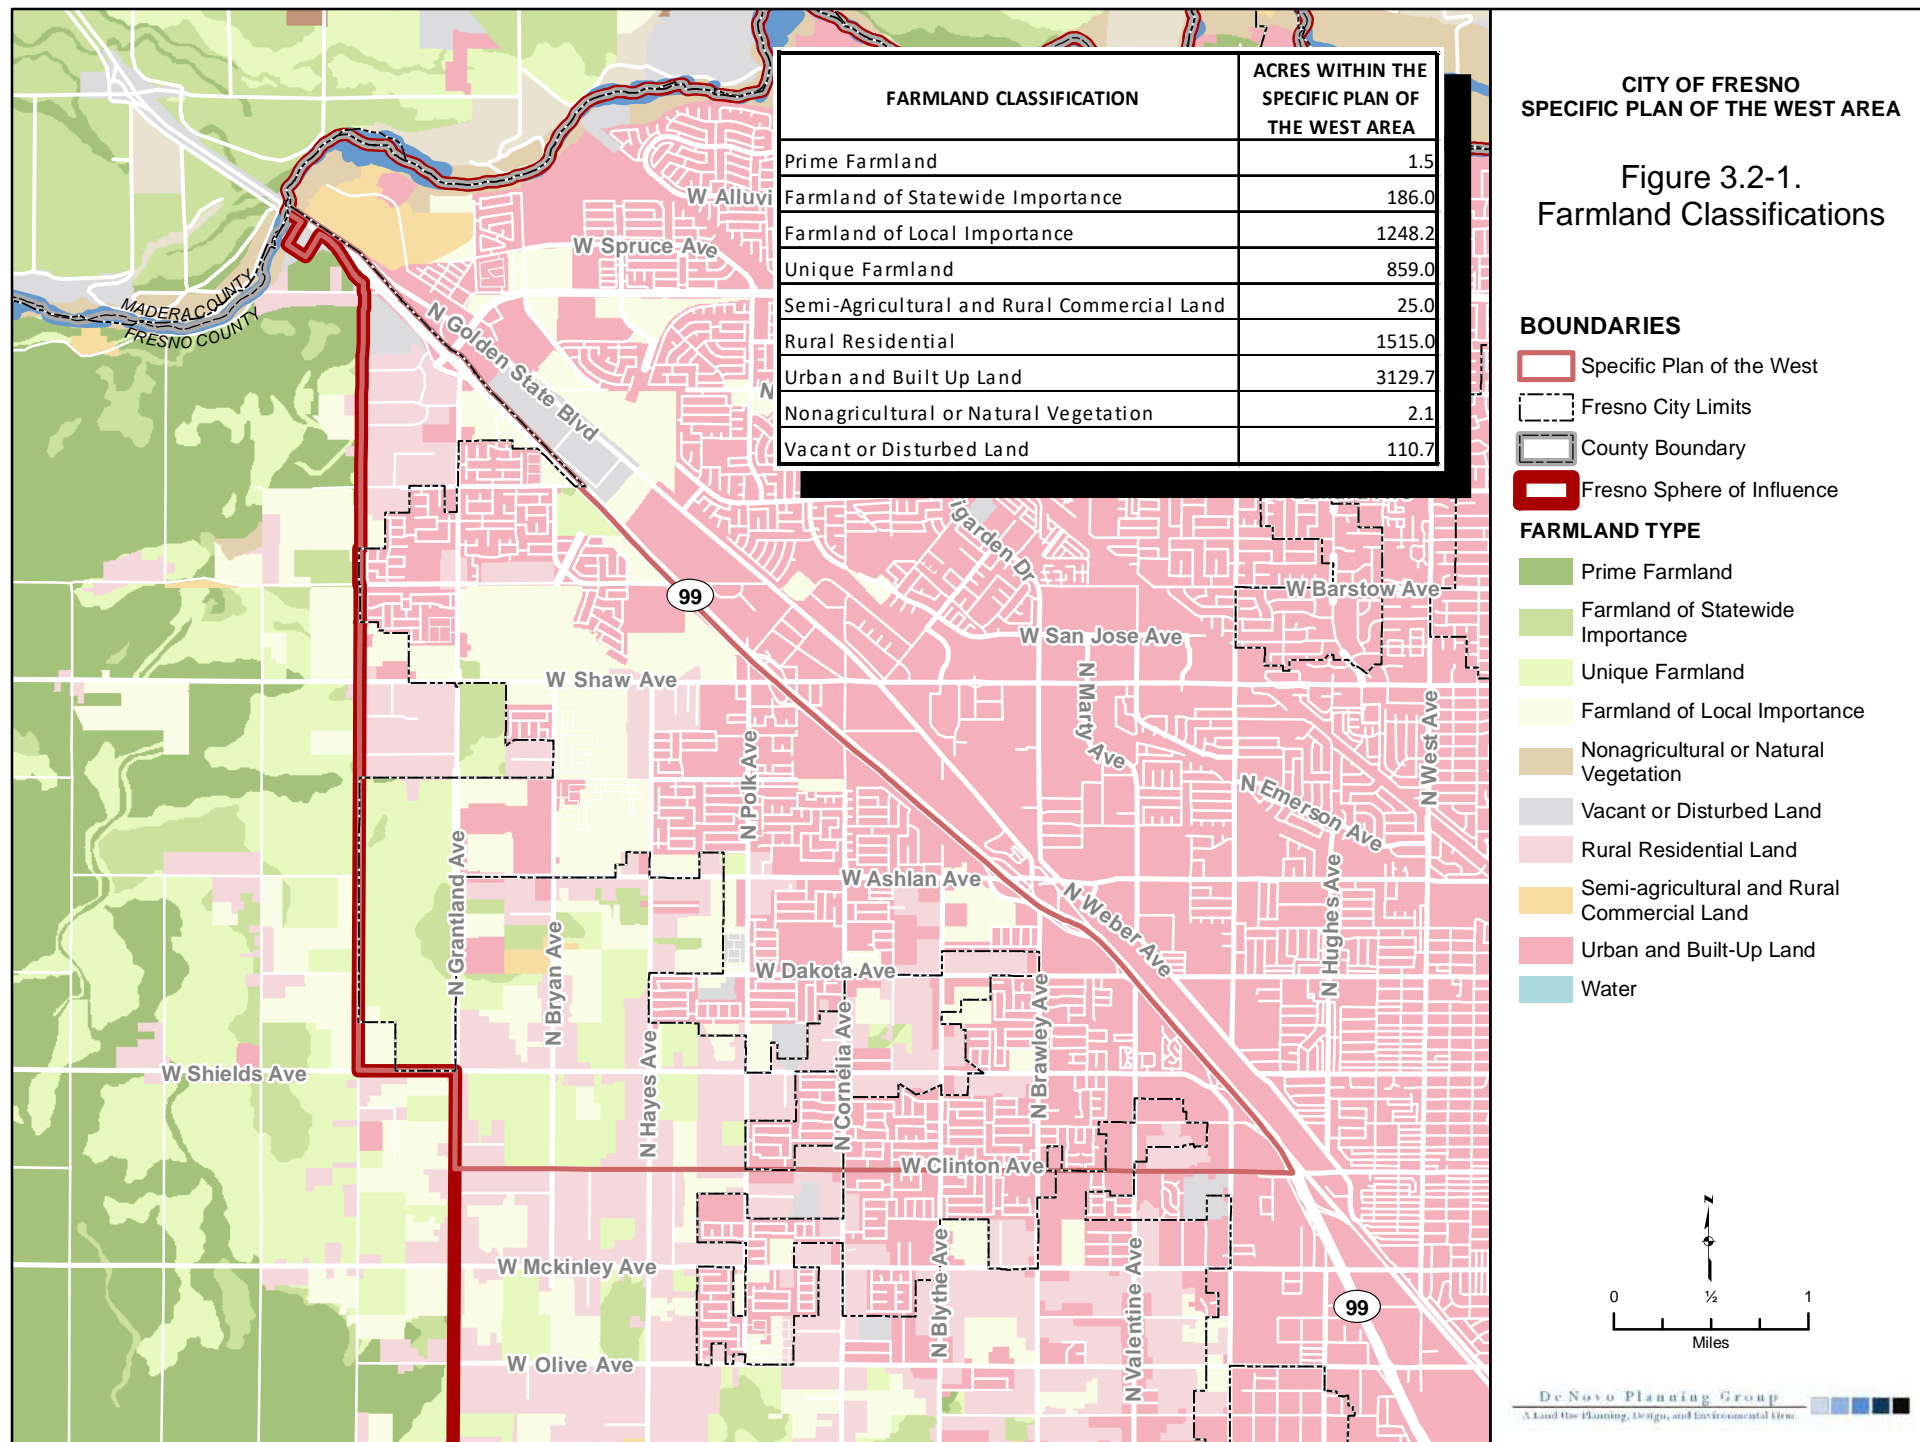 FARMLAND CLASSIFICATION
ACRES WITHIN THE
SPECIFIC PLAN OF
THE WEST AREA
Prime Farmland 1.5
Farmland of Statewide Importance 186.0
Farmland of Local Importance 1248.2
Unique Farmland 859.0
Semi-Agricultural and Rural Commercial Land 25.0
Rural Residential 1515.0
Urban and Built Up Land 3129.7
Nonagricultural or Natural Vegetation 2.1
Vacant or Disturbed Land 110.7
CITY OF FRESNO
SPECIFIC PLAN OF THE WEST AREA
Figure 3.2-1.
Farmland Classifications
BOUNDARIES
Specific Plan of the West
Fresno City Limits
County Boundary
Fresno Sphere of Influence
FARMLAND TYPE
Prime Farmland
Farmland of Statewide
Importance
Unique Farmland
Farmland of Local Importance
Nonagricultural or Natural
Vegetation
Vacant or Disturbed Land
Rural Residential Land
Semi-agricultural and Rural
Commercial Land
Urban and Built-Up Land
Water
N
0 ½ 1
Miles
De Novo Planning Group
A Land Use Planning, Design, and Environmental Firm
W Alluvi
W Spruce Ave
MADERA COUNTY
FRESNO COUNTY
N Golden State Blvd
N
igarden Dr
99
W Barstow Ave
W San Jose Ave
W Shaw Ave
N Marty Ave
N West Ave
N Polk Ave
N Emerson Ave
N Grantland Ave
W Ashlan Ave
N Weber Ave
N Hughes Ave
N Bryan Ave
W Dakota Ave
N Hayes Ave
N Cornelia Ave
N Brawley Ave
W Shields Ave
W Clinton Ave
W Mckinley Ave
N Blythe Ave
N Valentine Ave
99
W Olive Ave